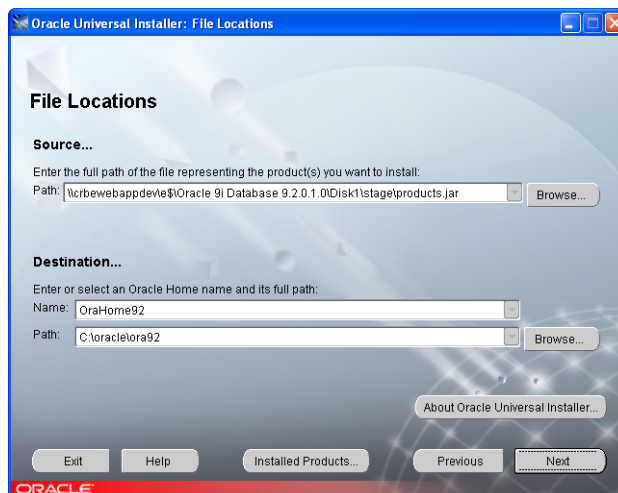 Oracle Universal Installer: File Locations
File Locations
Source...
Enter the full path of the file representing the product(s) you want to install:
Path: \\crbewebappdev\e$\Oracle 9i Database 9.2.0.1.0\Disk1\stage\products.jar Browse...
Destination...
Enter or select an Oracle Home name and its full path:
Name: OraHome92
Path: C:\oracle\ora92 Browse...
About Oracle Universal Installer...
Exit Help Installed Products... Previous Next
ORACLE